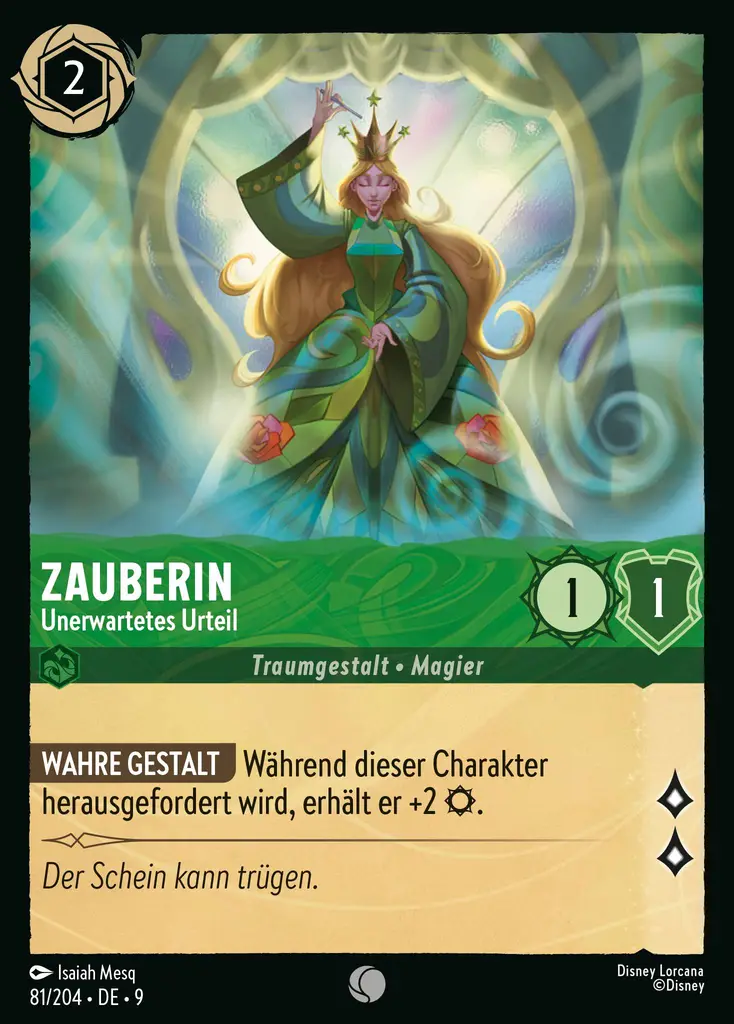 2
ZAUBERIN
Unerwartetes Urteil
1
1
Traumgestalt • Magier
WAHRE GESTALT Während dieser Charakter
herausgefordert wird, erhält er +2 .
Der Schein kann trügen.
Isaiah Mesq
81/204 • DE • 9
Disney Lorcana
©Disney